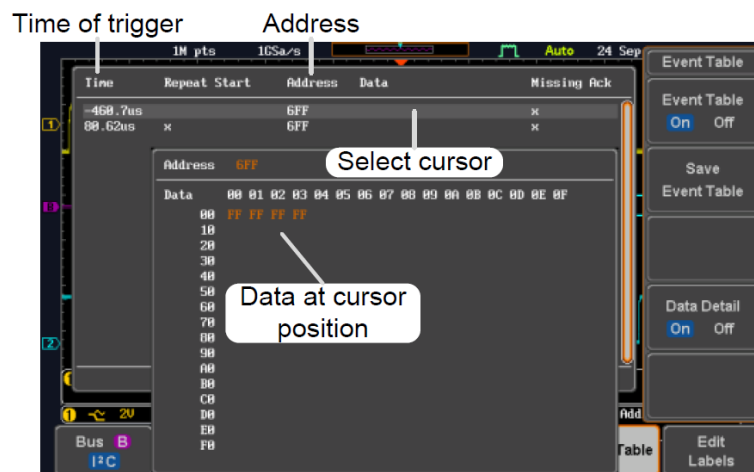 Time of trigger Address
1M pts 1GSa/s Auto 24 Sep
Event Table
Time Repeat Start Address Data Missing Ack
-460.7us 6FF x
80.62us x 6FF x
Event Table
On Off
1
Select cursor
Address 6FF
Save
Event Table
Data 00 01 02 03 04 05 06 07 08 09 0A 0B 0C 0D 0E 0F
B
00 FF FF FF FF
10
20
30
40
50
60
70
80
90
A0
B0
C0
D0
E0
F0
Data at cursor
position
Data Detail
On Off
2
1 2V
Add
Bus B
I²C
Table
Edit
Labels